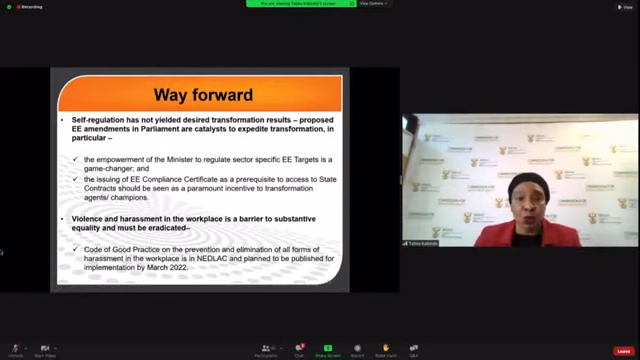 Recording
You are viewing Tabea Kabinde's screen
View Options
View
Way forward
• Self-regulation has not yielded desired transformation results – proposed
EE amendments in Parliament are catalysts to expedite transformation, in
particular –
✓ the empowerment of the Minister to regulate sector specific EE Targets is a
game-changer; and
✓ the issuing of EE Compliance Certificate as a prerequisite to access to State
Contracts should be seen as a paramount incentive to transformation
agents/ champions.
• Violence and harassment in the workplace is a barrier to substantive
equality and must be eradicated–
✓ Code of Good Practice on the prevention and elimination of all forms of
harassment in the workplace is in NEDLAC and planned to be published for
implementation by March 2022.
Tabea Kabinde
Unmute
Start Video
Participants
Chat
Share Screen
Record
Raise Hand
Q&A
Leave